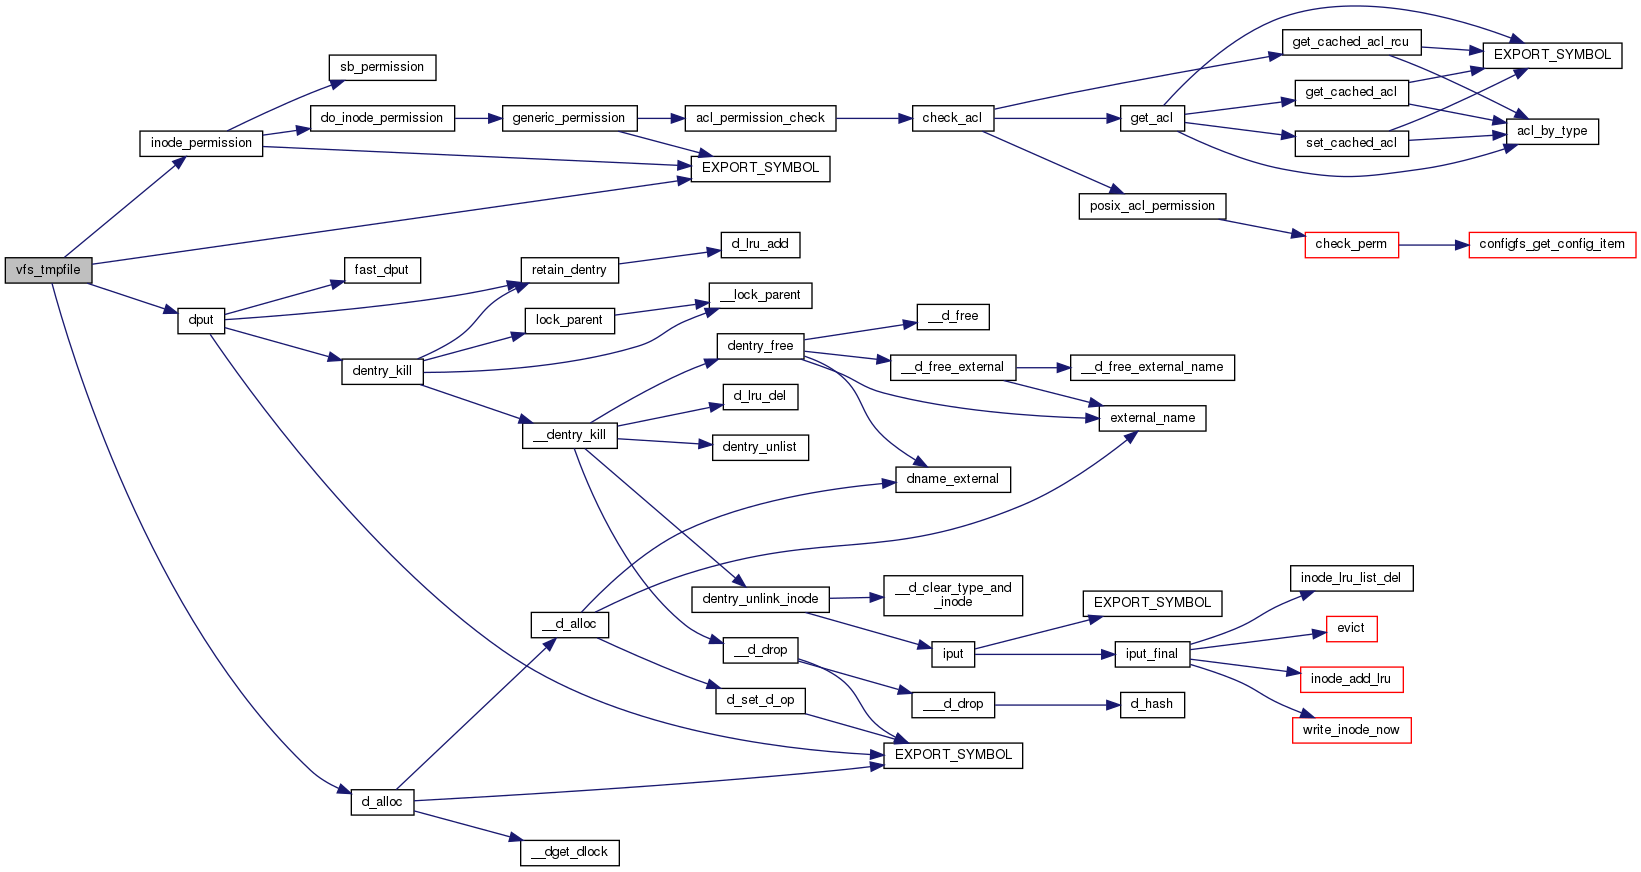 vfs_tmpfile
inode_permission
dput
d_alloc
sb_permission
do_inode_permission
fast_dput
dentry_kill
generic_permission
retain_dentry
lock_parent
__dentry_kill
__d_alloc
__dget_dlock
acl_permission_check
EXPORT_SYMBOL
d_lru_add
__lock_parent
dentry_free
d_lru_del
dentry_unlist
dentry_unlink_inode
__d_drop
d_set_d_op
check_acl
__d_free
__d_free_external
dname_external
__d_clear_type_and
_inode
iput
___d_drop
EXPORT_SYMBOL
get_acl
posix_acl_permission
__d_free_external_name
external_name
EXPORT_SYMBOL
iput_final
d_hash
get_cached_acl_rcu
get_cached_acl
set_cached_acl
check_perm
inode_lru_list_del
evict
inode_add_lru
write_inode_now
EXPORT_SYMBOL
acl_by_type
configfs_get_config_item